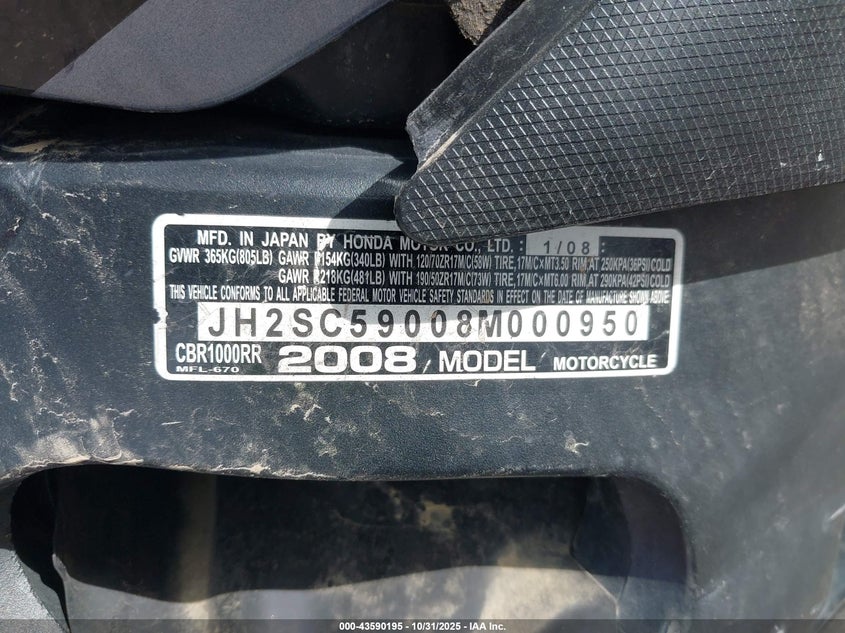 MFD. IN JAPAN BY HONDA MOTOR CO., LTD. : 1/08 :
GVWR 365KG(805LB) GAWR F154KG(340LB) WITH 120/70ZR17M/C(58W) TIRE,17M/C×MT3.50 RIM,AT 250KPA(36PSI)COLD
GAWR R218KG(481LB) WITH 190/50ZR17M/C(73W) TIRE,17M/C×MT6.00 RIM,AT 290KPA(42PSI)COLD
THIS VEHICLE CONFORMS TO ALL APPLICABLE FEDERAL MOTOR VEHICLE SAFETY STANDARDS IN EFFECT ON THE DATE OF MANUFACTURE SHOWN ABOVE
JH2SC59008M000950
CBR1000RR 2008 MODEL MOTORCYCLE
MFL-670
000-43590195 - 10/31/2025 - IAA Inc.